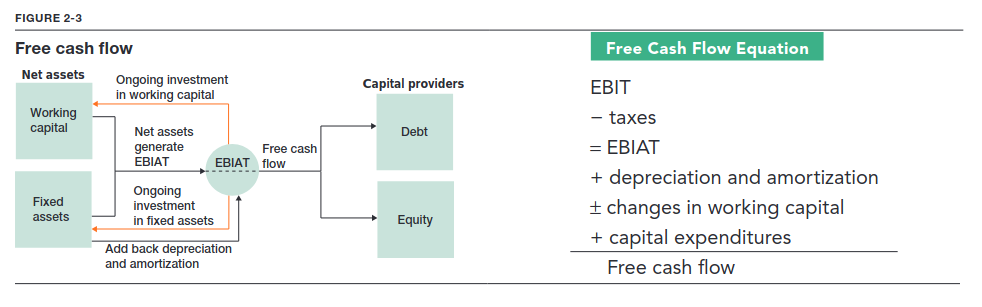 FIGURE 2-3
Free cash flow
Net assets
Working
capital
Fixed
assets
Ongoing investment
in working capital
Net assets
generate
EBIAT
Ongoing
investment
in fixed assets
Add back depreciation
and amortization
EBIAT
Free cash
flow
Capital providers
Debt
Equity
Free Cash Flow Equation
EBIT
− taxes
= EBIAT
+ depreciation and amortization
± changes in working capital
+ capital expenditures
Free cash flow